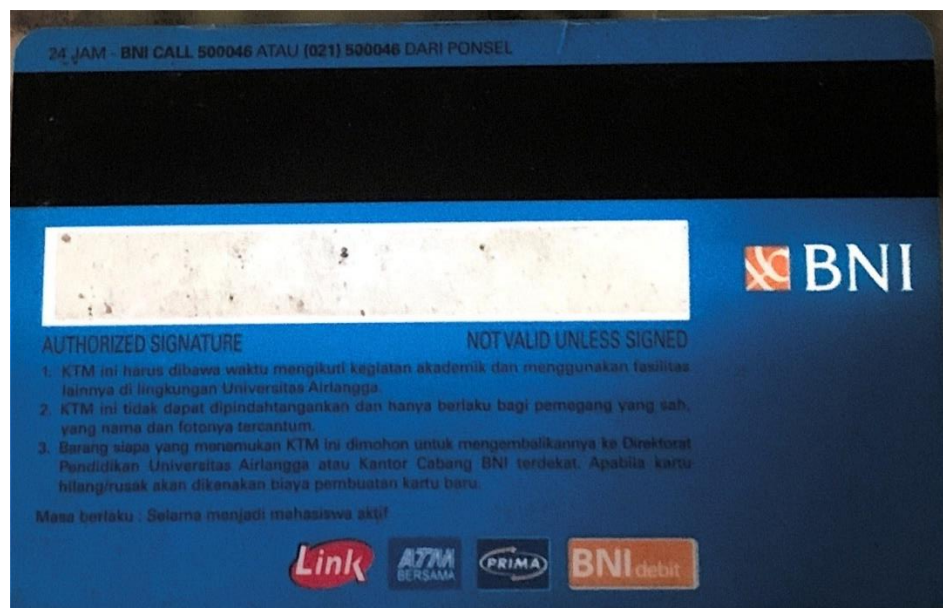 24 JAM - BNI CALL 500046 ATAU (021) 500046 DARI PONSEL
BNI
AUTHORIZED SIGNATURE NOT VALID UNLESS SIGNED
1. KTM ini harus dibawa waktu mengikuti kegiatan akademik dan menggunakan fasilitas
lainnya di lingkungan Universitas Airlangga.
2. KTM ini tidak dapat dipindahtangankan dan hanya berlaku bagi pemegang yang sah,
yang nama dan fotonya tercantum.
3. Barang siapa yang menemukan KTM ini dimohon untuk mengembalikannya ke Direktorat
Pendidikan Universitas Airlangga atau Kantor Cabang BNI terdekat. Apabila kartu
hilang/rusak akan dikenakan biaya pembuatan kartu baru.
Masa berlaku : Selama menjadi mahasiswa aktif
Link ATM BERSAMA PRIMA BNI debit